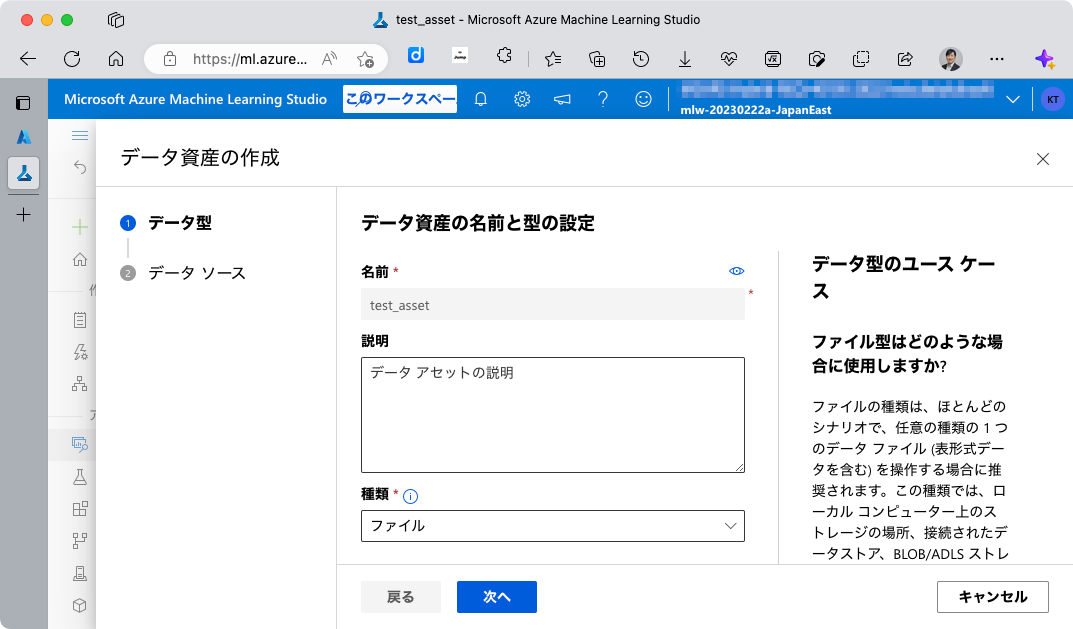 test_asset - Microsoft Azure Machine Learning Studio
https://ml.azure...
Microsoft Azure Machine Learning Studio
このワークスペー
mlw-20230222a-JapanEast
KT
データ資産の作成
1 データ型
2 データ ソース
データ資産の名前と型の設定
名前 *
test_asset
*
説明
データ アセットの説明
種類 *
ファイル
データ型のユース ケー
ス
ファイル型はどのような場
合に使用しますか?
ファイルの種類は、ほとんどの
シナリオで、任意の種類の 1 つ
のデータ ファイル (表形式デー
タを含む) を操作する場合に推
奨されます。この種類では、ロ
ーカル コンピューター上のス
トレージの場所、接続されたデ
ータストア、BLOB/ADLS ストレ
戻る
次へ
キャンセル